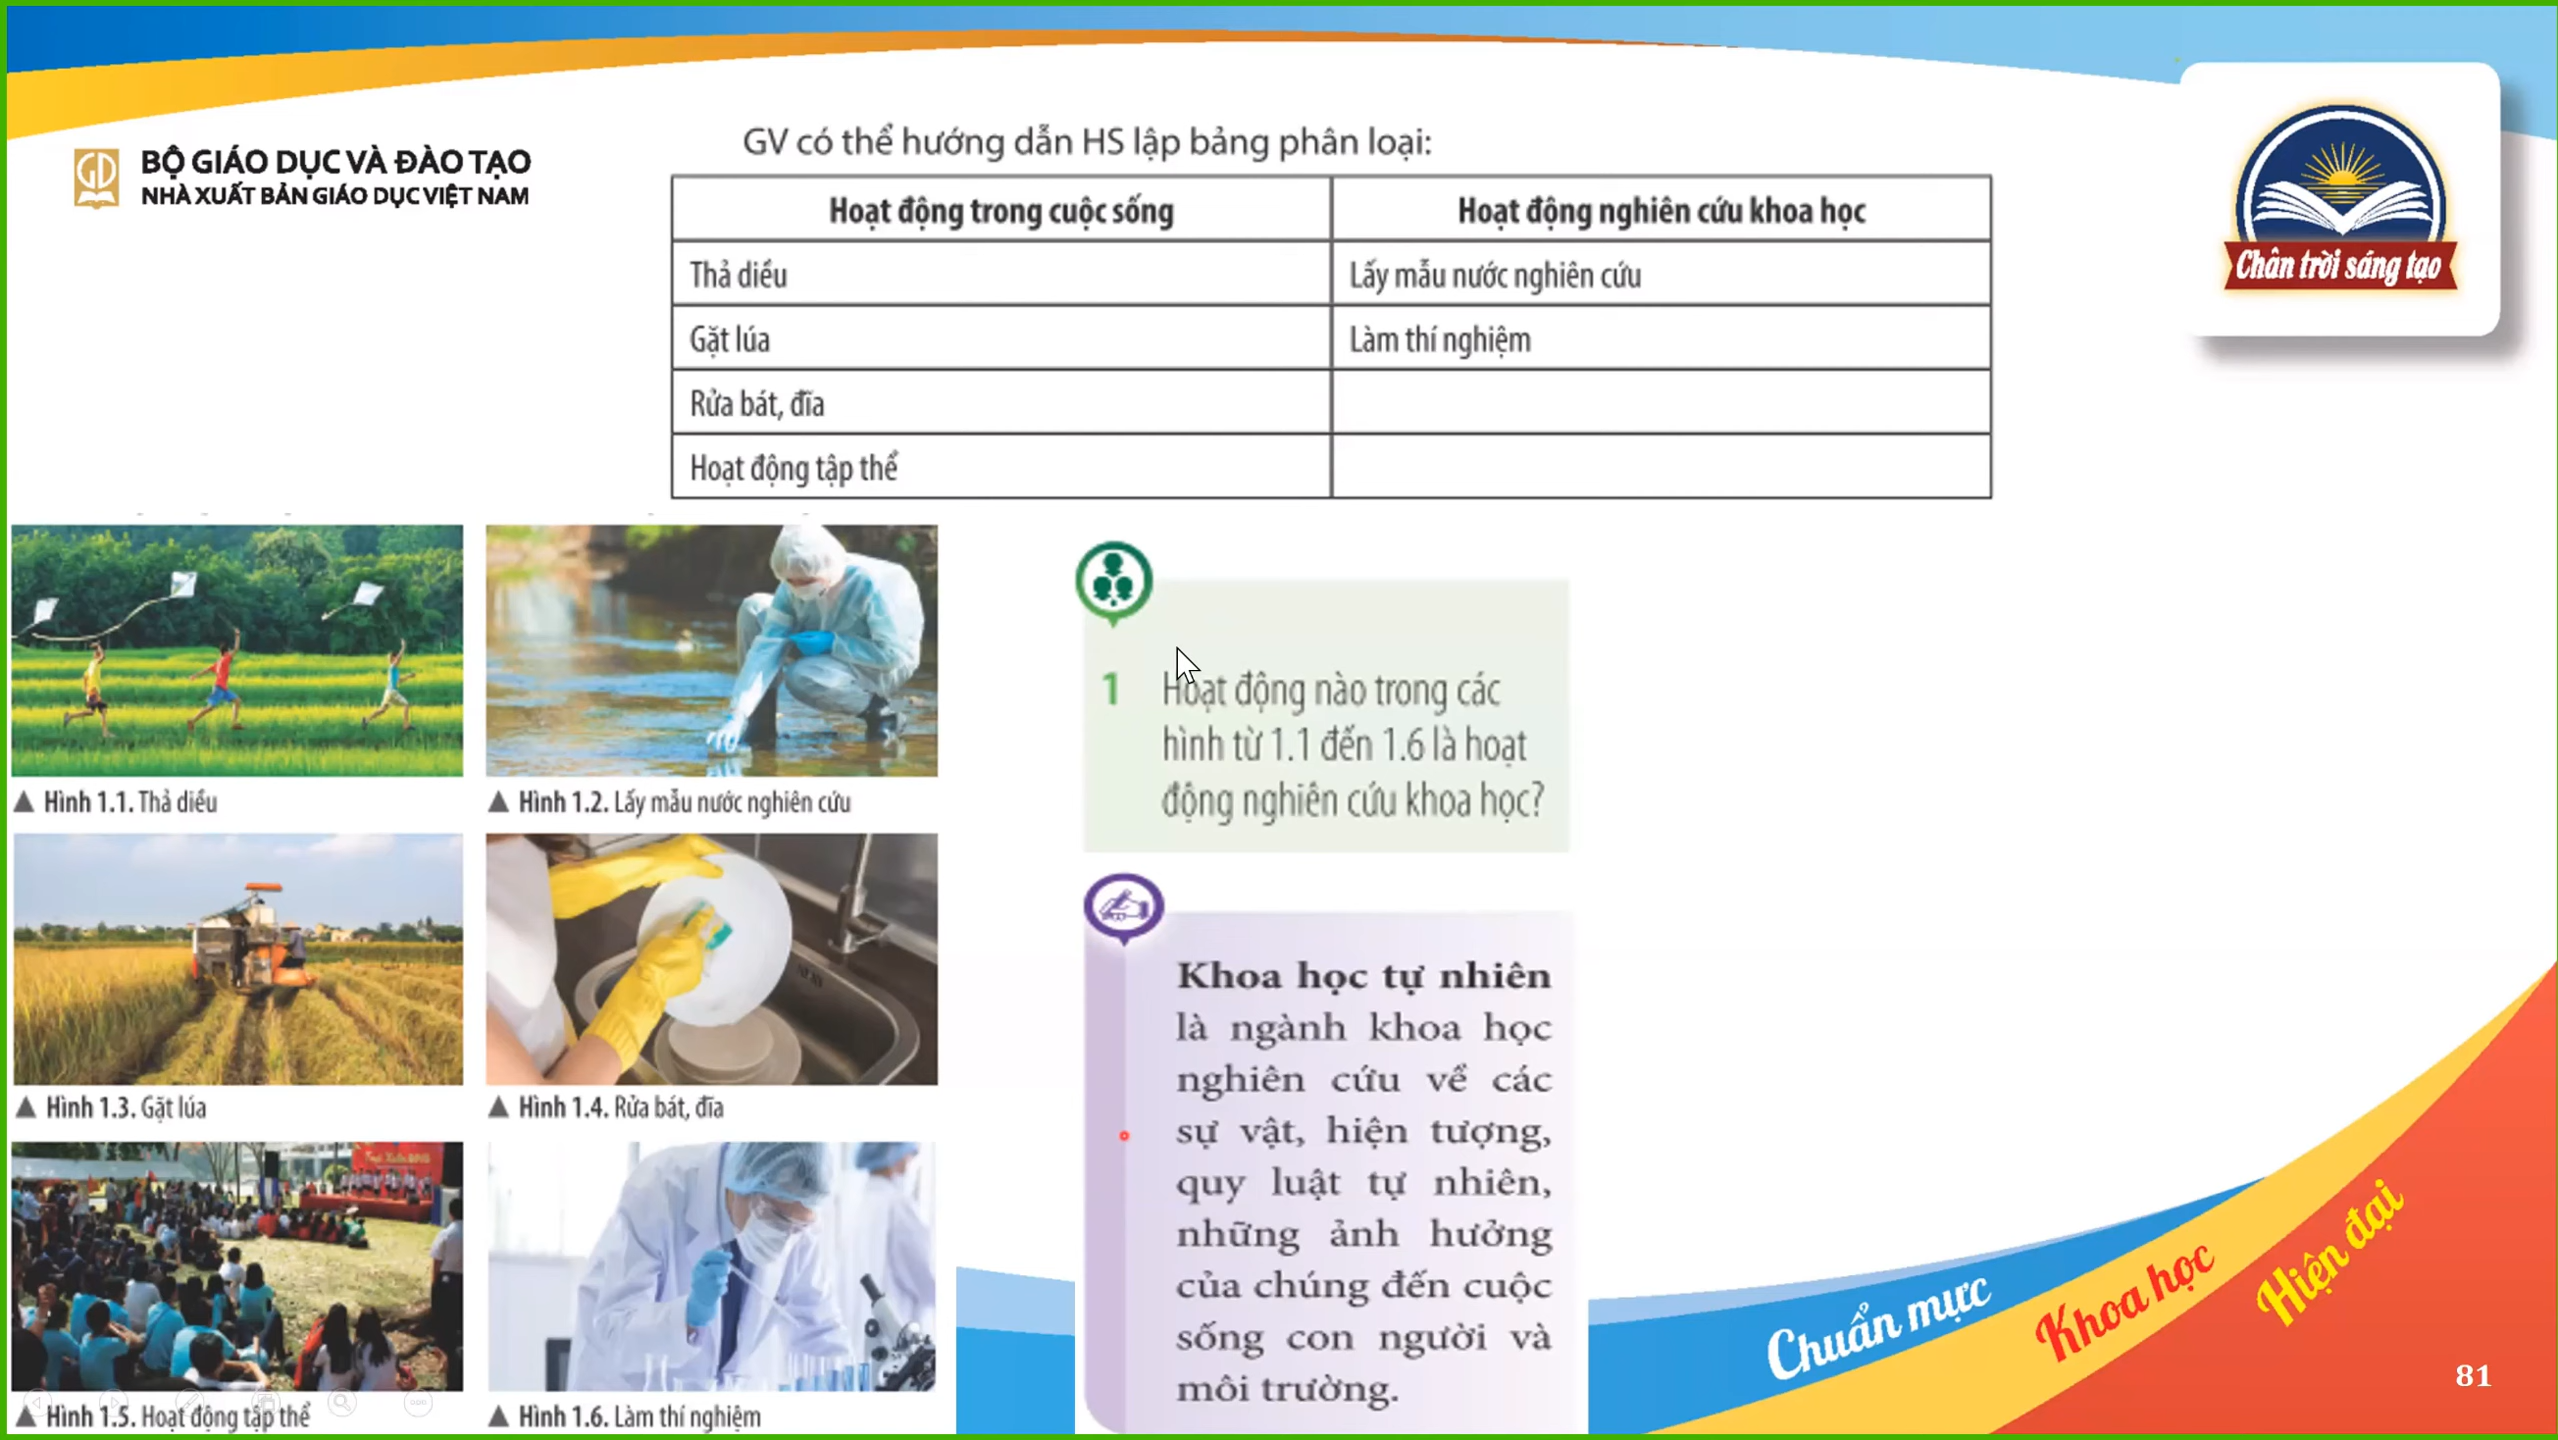 BỘ GIÁO DỤC VÀ ĐÀO TẠO
NHÀ XUẤT BẢN GIÁO DỤC VIỆT NAM
GV có thể hướng dẫn HS lập bảng phân loại:
Hoạt động trong cuộc sống
Hoạt động nghiên cứu khoa học
Thả diều
Lấy mẫu nước nghiên cứu
Gặt lúa
Làm thí nghiệm
Rửa bát, đĩa
Hoạt động tập thể
Chân trời sáng tạo
▲ Hình 1.1. Thả diều
▲ Hình 1.2. Lấy mẫu nước nghiên cứu
▲ Hình 1.3. Gặt lúa
▲ Hình 1.4. Rửa bát, đĩa
▲ Hình 1.5. Hoạt động tập thể
▲ Hình 1.6. Làm thí nghiệm
1 Hoạt động nào trong các
hình từ 1.1 đến 1.6 là hoạt
động nghiên cứu khoa học?
Khoa học tự nhiên
là ngành khoa học
nghiên cứu về các
sự vật, hiện tượng,
quy luật tự nhiên,
những ảnh hưởng
của chúng đến cuộc
sống con người và
môi trường.
Chuẩn mực
Khoa học
Hiện đại
81